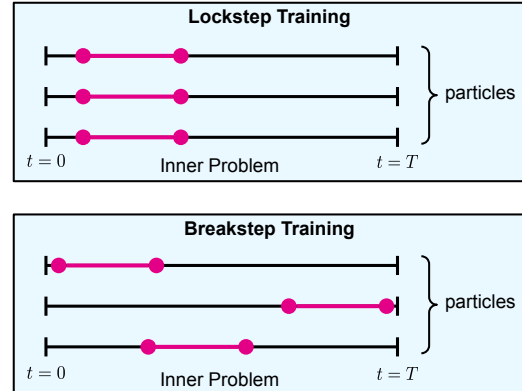 Lockstep Training
particles
t = 0 Inner Problem t = T
Breakstep Training
particles
t = 0 Inner Problem t = T